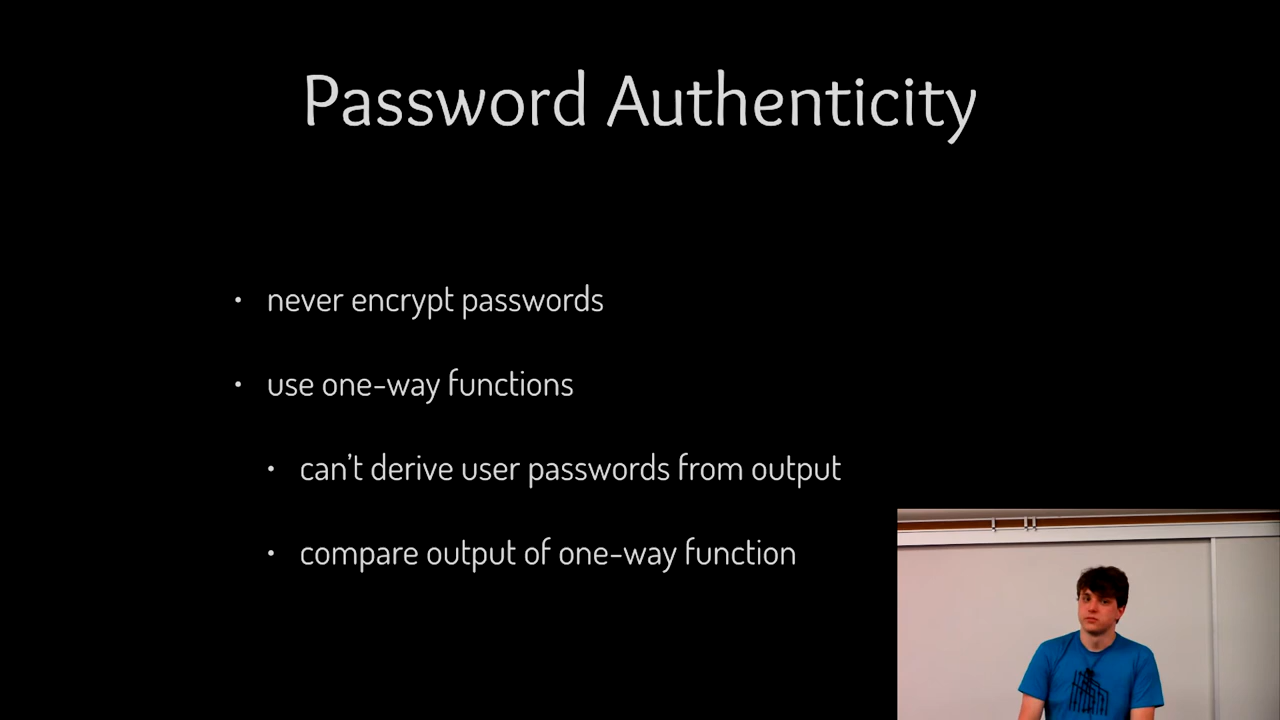 Password Authenticity
• never encrypt passwords
• use one-way functions
• can't derive user passwords from output
• compare output of one-way function